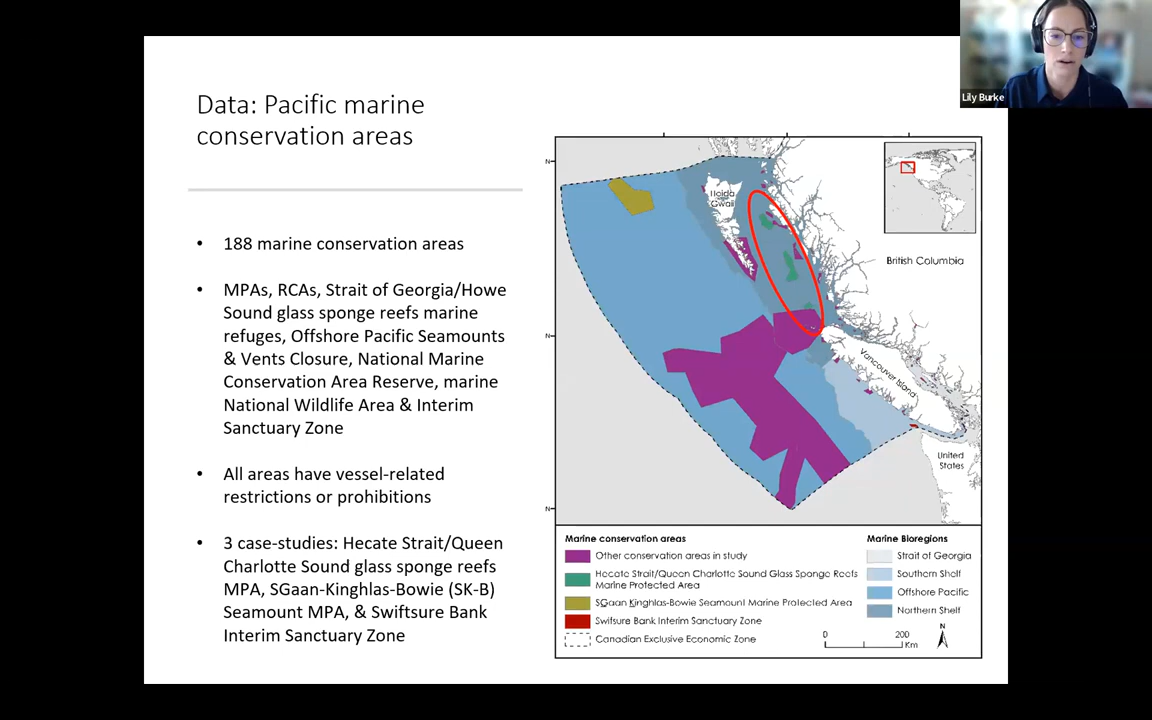 Lily Burke
Data: Pacific marine
conservation areas
• 188 marine conservation areas
• MPAs, RCAs, Strait of Georgia/Howe
Sound glass sponge reefs marine
refuges, Offshore Pacific Seamounts
& Vents Closure, National Marine
Conservation Area Reserve, marine
National Wildlife Area & Interim
Sanctuary Zone
• All areas have vessel-related
restrictions or prohibitions
• 3 case-studies: Hecate Strait/Queen
Charlotte Sound glass sponge reefs
MPA, SGaan-Kinghlas-Bowie (SK-B)
Seamount MPA, & Swiftsure Bank
Interim Sanctuary Zone
N
N
N
Haida
Gwaii
British Columbia
Vancouver Island
United
States
Marine conservation areas
Other conservation areas in study
Hecate Strait/Queen Charlotte Sound Glass Sponge Reefs
Marine Protected Area
SGaan Kinghlas-Bowie Seamount Marine Protected Area
Swifsure Bank Interim Sanctuary Zone
Canadian Exclusive Economic Zone
Marine Bioregions
Strait of Georgia
Southern Shelf
Offshore Pacific
Northern Shelf
0 200
Km
N